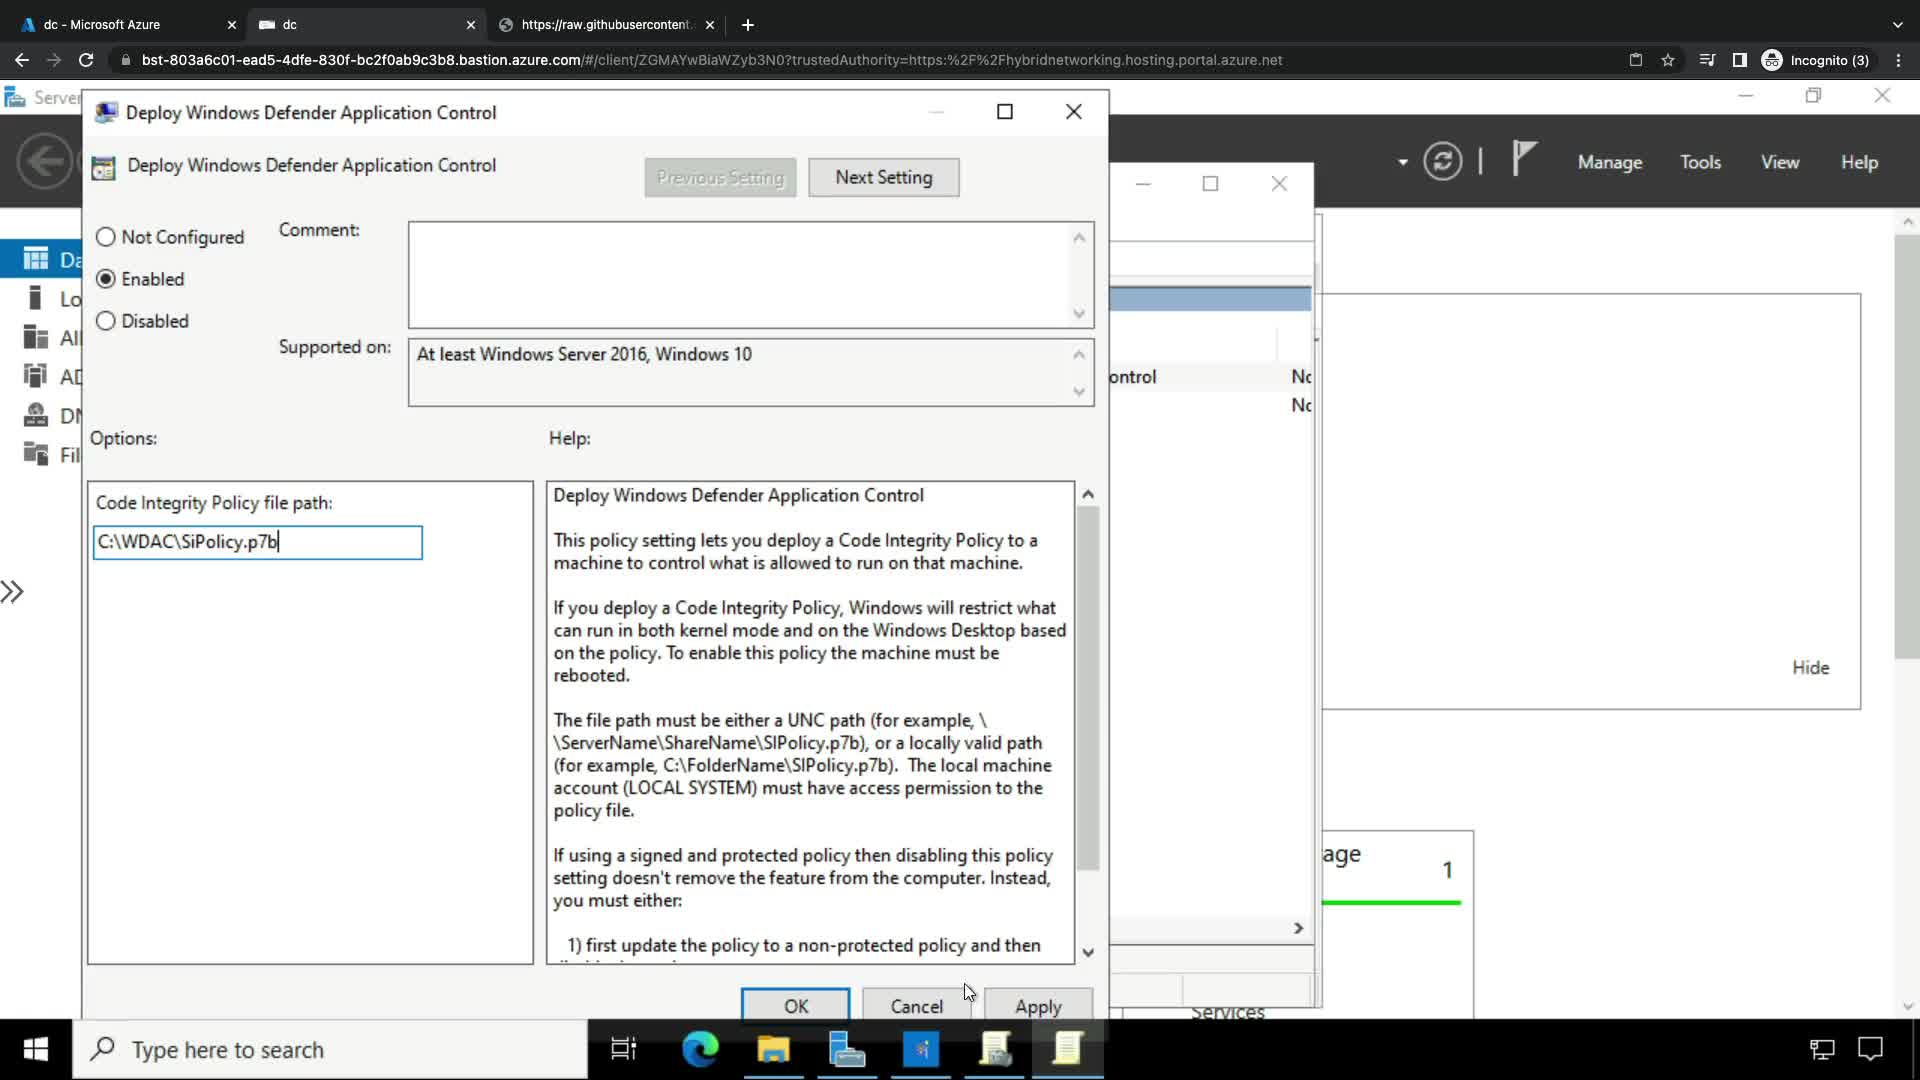 dc - Microsoft Azure
dc
https://raw.githubusercontent.
bst-803a6c01-ead5-4dfe-830f-bc2f0ab9c3b8.bastion.azure.com/#/client/ZGMAYwBiaWZyb3N0?trustedAuthority=https:%2F%2Fhybridnetworking.hosting.portal.azure.net
Incognito (3)
Server
Deploy Windows Defender Application Control
Deploy Windows Defender Application Control
Previous Setting
Next Setting
Manage
Tools
View
Help
Not Configured
Comment:
Enabled
Disabled
Supported on:
At least Windows Server 2016, Windows 10
Da
Lo
All
AD
DN
Fil
ontrol
No
No
Options:
Help:
Code Integrity Policy file path:
C:\WDAC\SiPolicy.p7b
Deploy Windows Defender Application Control
This policy setting lets you deploy a Code Integrity Policy to a
machine to control what is allowed to run on that machine.
If you deploy a Code Integrity Policy, Windows will restrict what
can run in both kernel mode and on the Windows Desktop based
on the policy. To enable this policy the machine must be
rebooted.
The file path must be either a UNC path (for example, \
\ServerName\ShareName\SIPolicy.p7b), or a locally valid path
(for example, C:\FolderName\SIPolicy.p7b).  The local machine
account (LOCAL SYSTEM) must have access permission to the
policy file.
If using a signed and protected policy then disabling this policy
setting doesn't remove the feature from the computer. Instead,
you must either:
1) first update the policy to a non-protected policy and then
Hide
age
1
OK
Cancel
Apply
Services
Type here to search